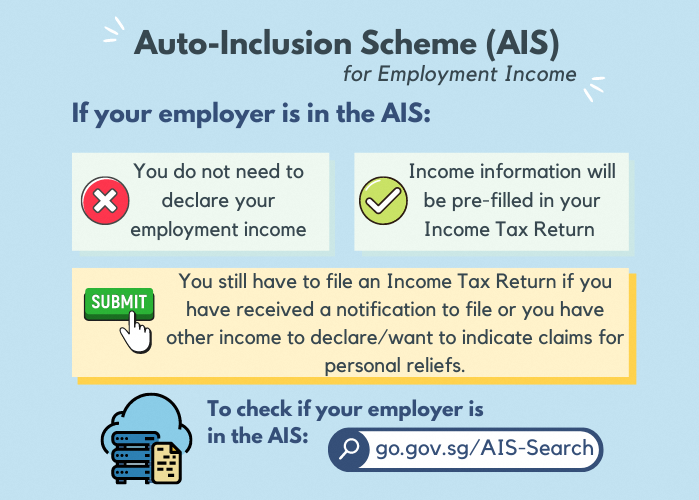 Auto-Inclusion Scheme (AIS)
for Employment Income
If your employer is in the AIS:
You do not need to
declare your
employment income
Income information will
be pre-filled in your
Income Tax Return
SUBMIT
You still have to file an Income Tax Return if you
have received a notification to file or you have
other income to declare/want to indicate claims for
personal reliefs.
To check if your employer is
in the AIS:
go.gov.sg/AIS-Search